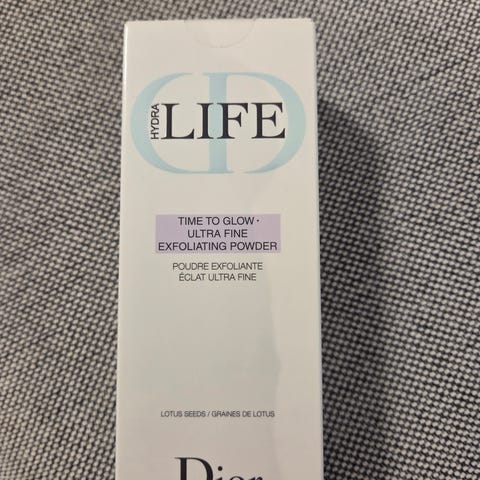 HYDRA
LIFE
TIME TO GLOW •
ULTRA FINE
EXFOLIATING POWDER
POUDRE EXFOLIANTE
ÉCLAT ULTRA FINE
LOTUS SEEDS / GRAINES DE LOTUS
Dior